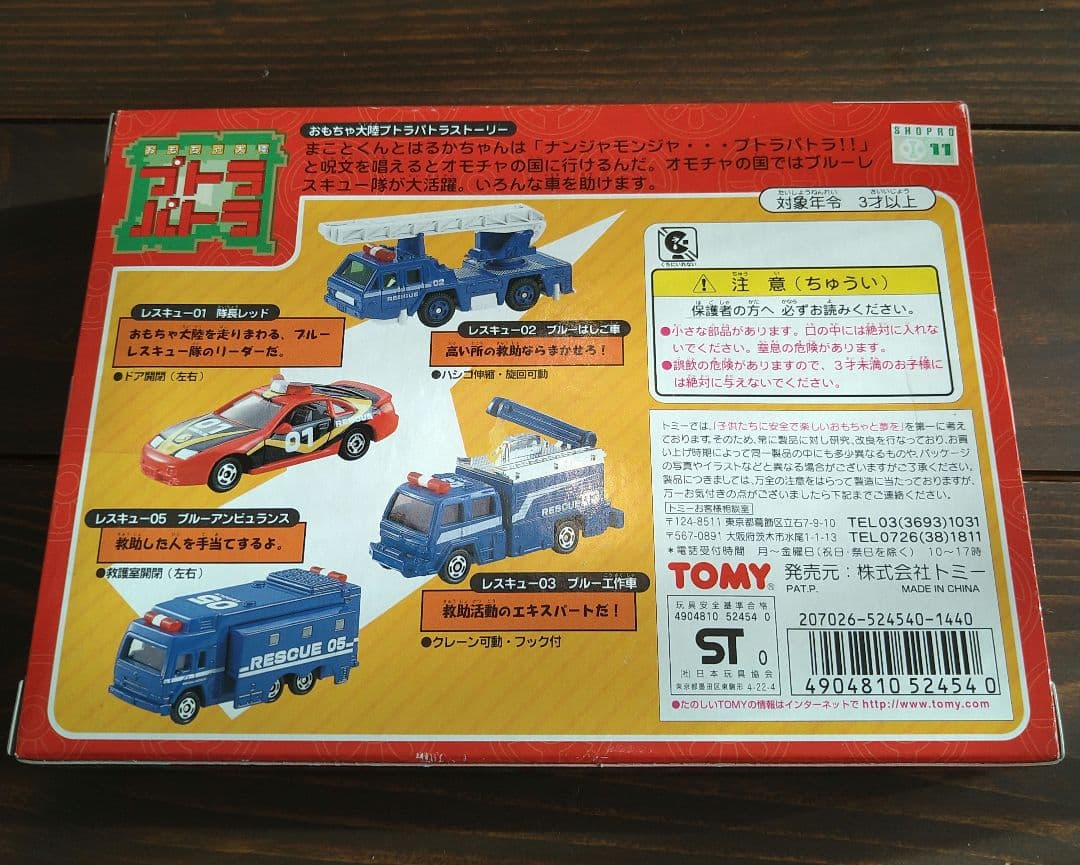 おもちゃ大陸
プトラ
パトラ
おもちゃ大陸プトラパトラストーリー
まことくんとはるかちゃんは「ナンジャモンジャ・・・プトラパトラ!!」
と呪文を唱えるとオモチャの国に行けるんだ。オモチャの国ではブルーレ
スキュー隊が大活躍。いろんな車を助けます。
SHOPRO
11
対象年令 3才以上
レスキュー01 隊長レッド
おもちゃ大陸を走りまわる、ブルー
レスキュー隊のリーダーだ。
●ドア開閉(左右)
RESCUE 02
レスキュー02 ブルーはしご車
高い所の救助ならまかせろ!
●ハシゴ伸縮・旋回可動
01
01
RESCUE
レスキュー05 ブルーアンビュランス
救助した人を手当てするよ。
●救護室開閉(左右)
RESCUE
レスキュー03 ブルー工作車
救助活動のエキスパートだ!
●クレーン可動・フック付
05
RESCUE 05
くちにいれない
注意(ちゅうい)
保護者の方へ 必ずお読みください。
●小さな部品があります。口の中には絶対に入れな
いでください。窒息の危険があります。
●誤飲の危険がありますので、3才未満のお子様に
は絶対に与えないでください。
トミーでは、「子供たちに安全で楽しいおもちゃと夢を」を第一に考え
ております。そのため、常に製品に対し研究、改良を行なっており、お買
い上げ時期によって同一製品の中にも多少異なるものや、パッケージ
の写真やイラストなどと異なる場合がございますがご了承ください。
製品につきましては、万全の注意をはらって製造に当たっておりますが、
万一お気付きの点がございましたら下記までご連絡ください。
トミーお客様相談室
〒124-8511 東京都葛飾区立石7-9-10 TEL03(3693)1031
〒567-0891 大阪府茨木市水尾1-1-13 TEL0726(38)1811
*電話受付時間 月〜金曜日(祝日・祭日を除く) 10〜17時
TOMY® 発売元:株式会社トミー
PAT.P. MADE IN CHINA
玩具安全基準合格
4904810 52454 0
ST 0
(社)日本玩具協会
東京都墨田区東駒形 4-22-4
207026-524540-1440
4904810 524540
●たのしいTOMYの情報はインターネットで http://www.tomy.com